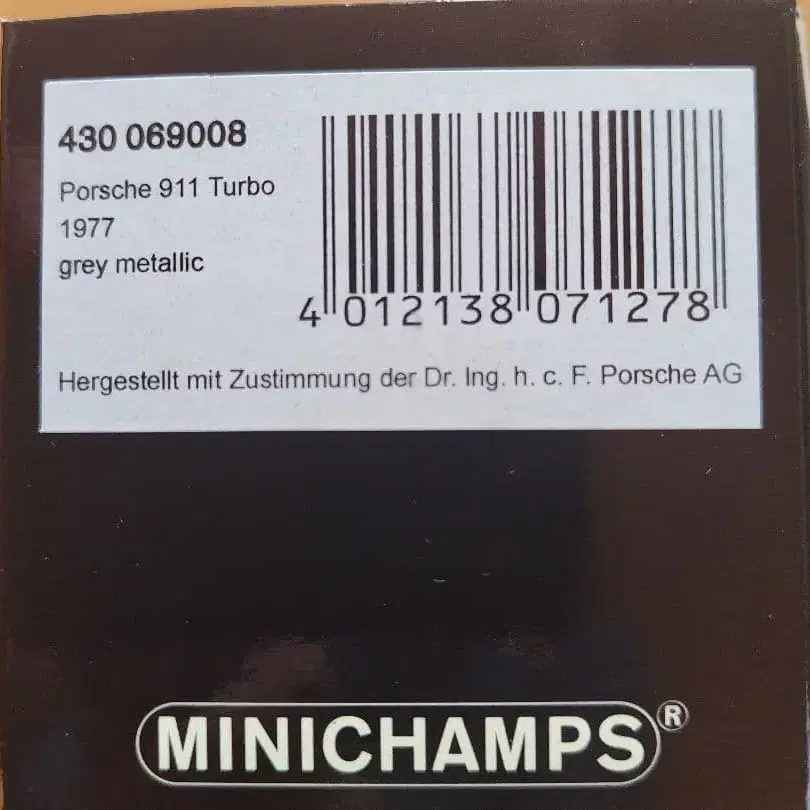 430 069008
Porsche 911 Turbo
1977
grey metallic
4 012138 071278
Hergestellt mit Zustimmung der Dr. Ing. h. c. F. Porsche AG
MINICHAMPS®